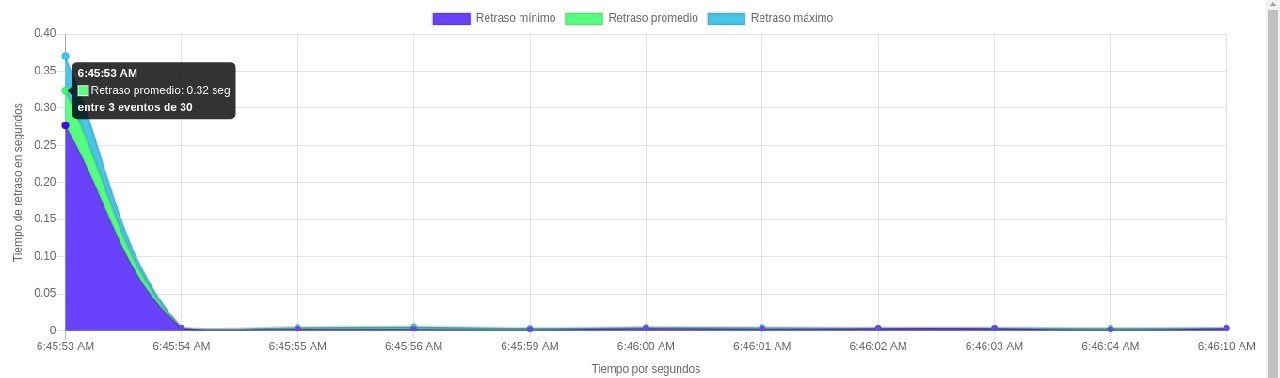 Retraso mínimo Retraso promedio Retraso máximo
0.40
0.35
0.30
0.25
0.20
0.15
0.10
0.05
0
Tiempo de retraso en segundos
6:45:53 AM
Retraso promedio: 0.32 seg
entre 3 eventos de 30
6:45:53 AM 6:45:54 AM 6:45:55 AM 6:45:56 AM 6:45:59 AM 6:46:00 AM 6:46:01 AM 6:46:02 AM 6:46:03 AM 6:46:04 AM 6:46:10 AM
Tiempo por segundos